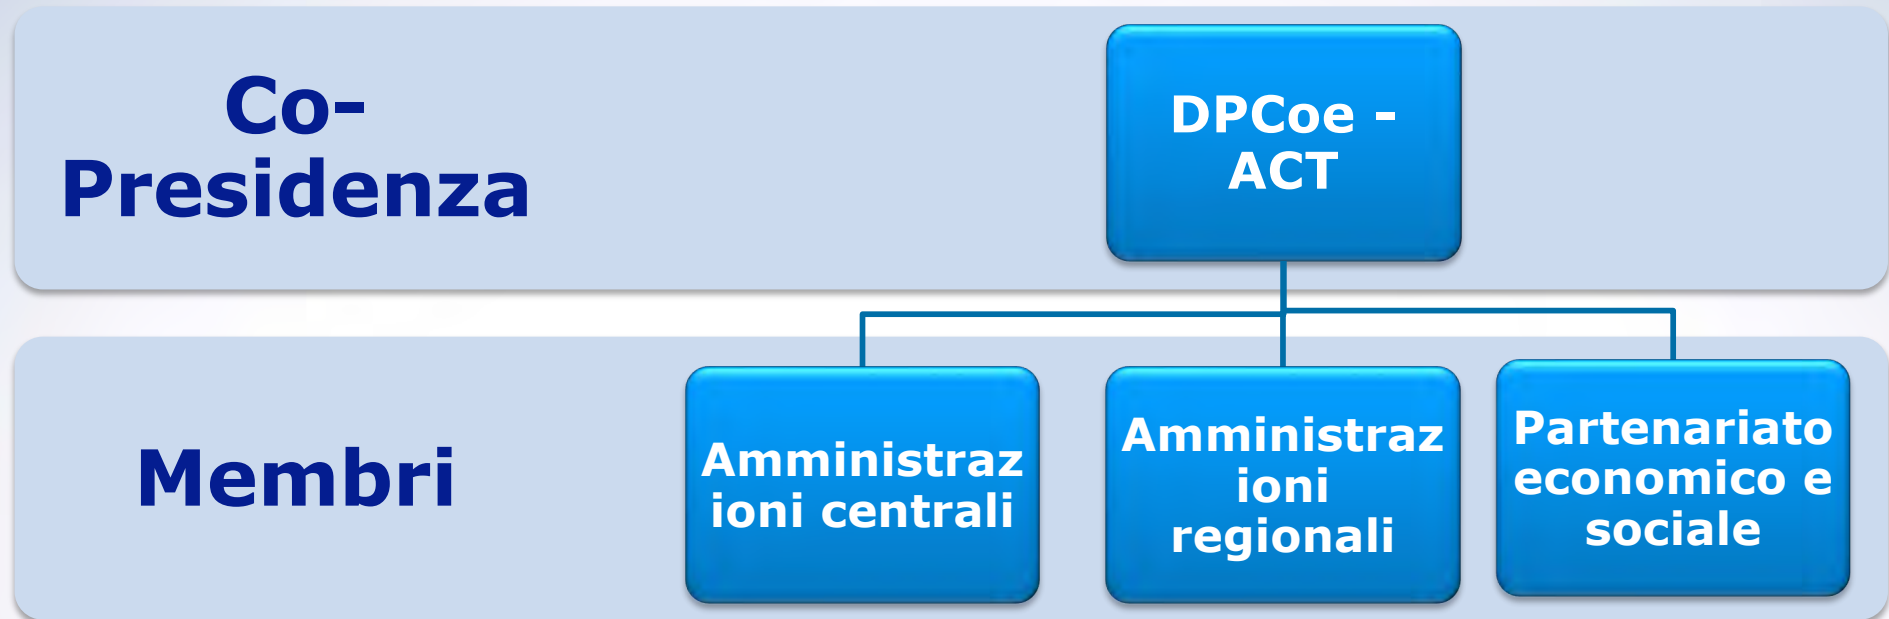 Co-
Presidenza
DPCoe -
ACT
Membri
Amministraz
ioni centrali
Amministraz
ioni
regionali
Partenariato
economico e
sociale